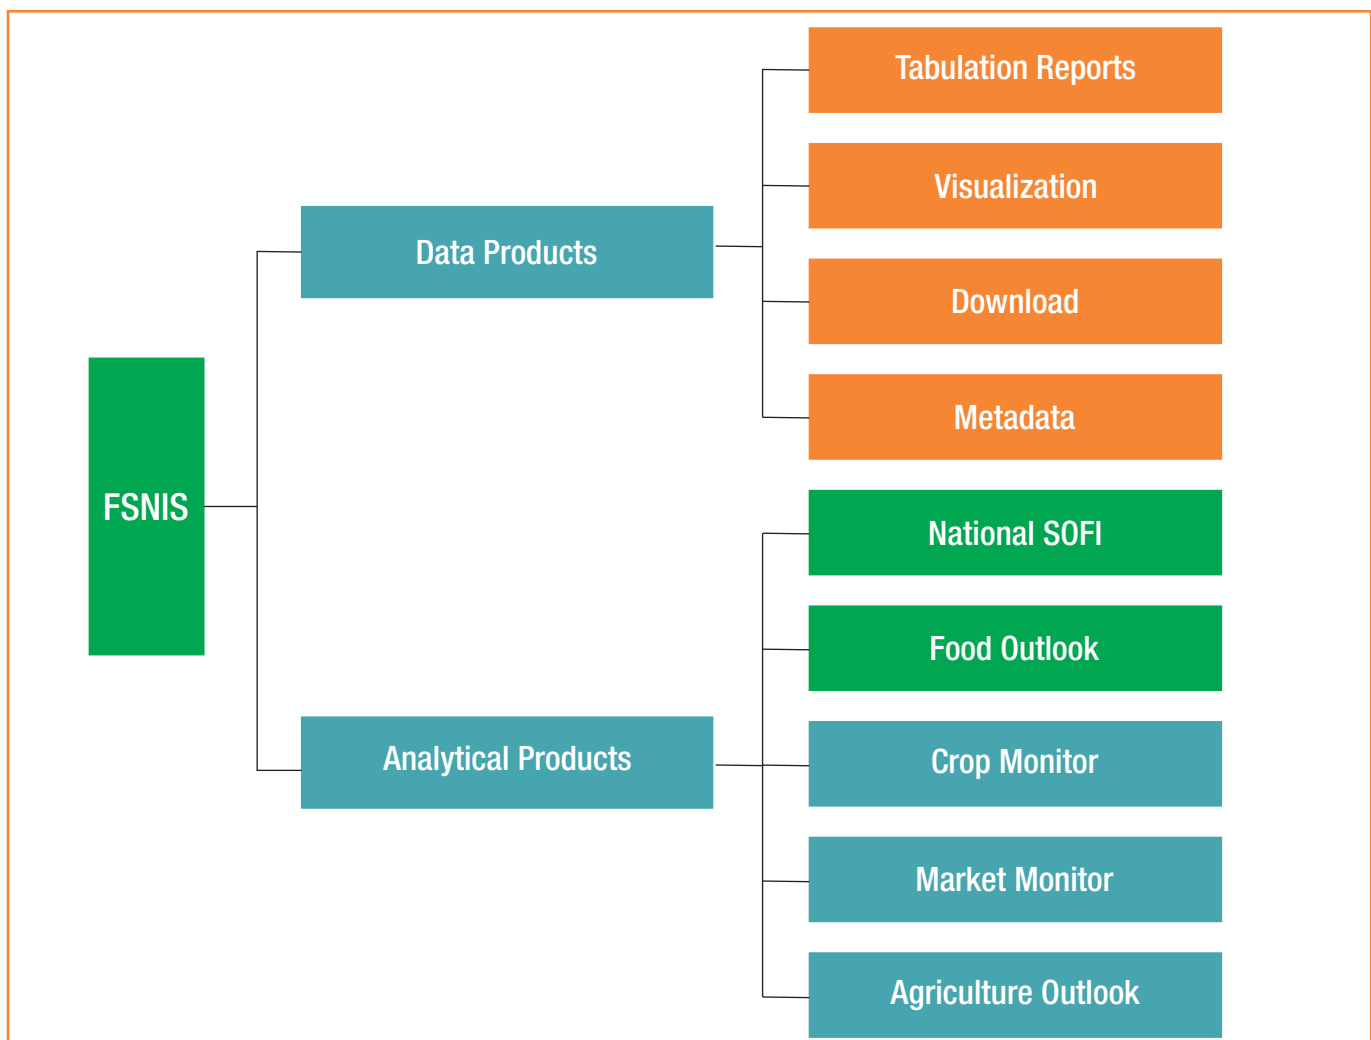 FSNIS
Data Products
Tabulation Reports
Visualization
Download
Metadata
Analytical Products
National SOFI
Food Outlook
Crop Monitor
Market Monitor
Agriculture Outlook